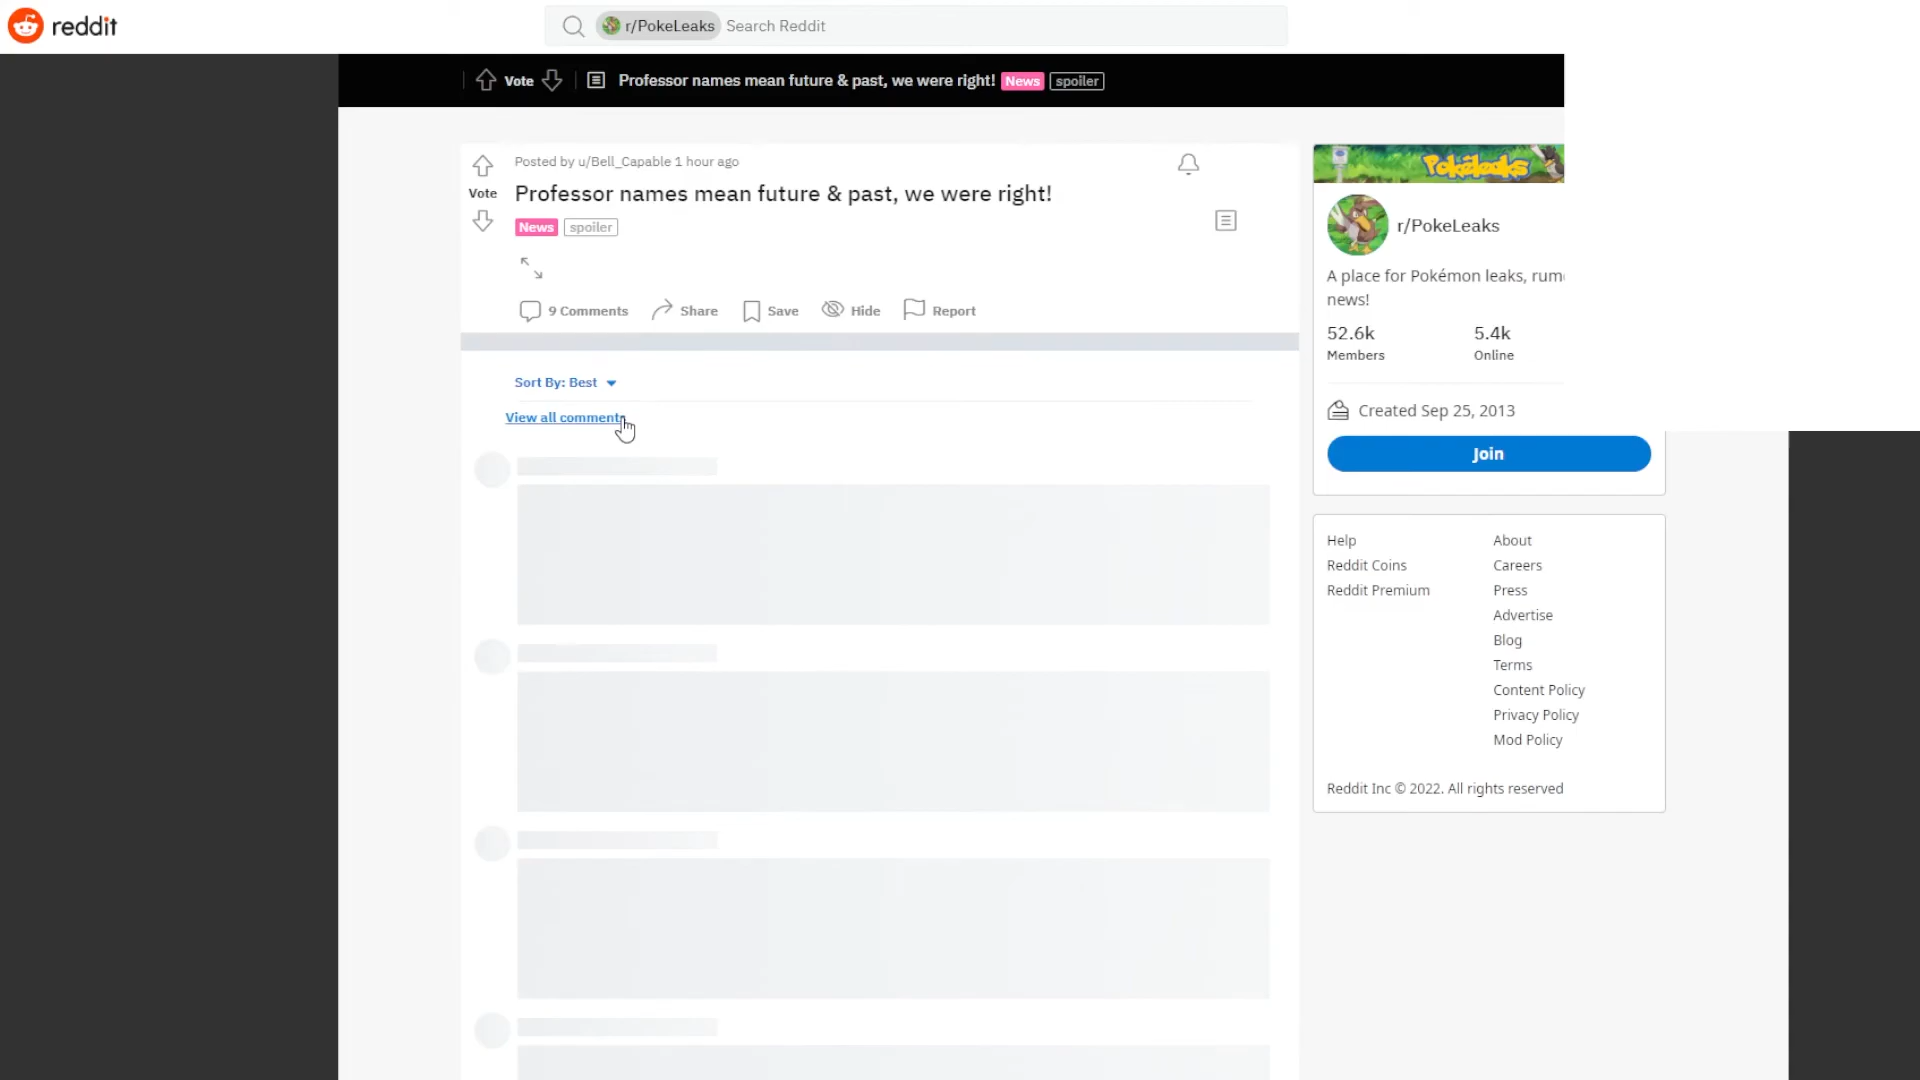 reddit
r/PokeLeaks Search Reddit
Vote
Professor names mean future & past, we were right! News spoiler
Posted by u/Bell_Capable 1 hour ago
Vote
Professor names mean future & past, we were right!
News spoiler
9 Comments Share Save Hide Report
Sort By: Best
View all comments
Pokéleaks
r/PokeLeaks
A place for Pokémon leaks,
news!
52.6k 5.4k
Members Online
Created Sep 25, 2013
Join
Help About
Reddit Coins Careers
Reddit Premium Press
Advertise
Blog
Terms
Content Policy
Privacy Policy
Mod Policy
Reddit Inc © 2022. All rights reserved